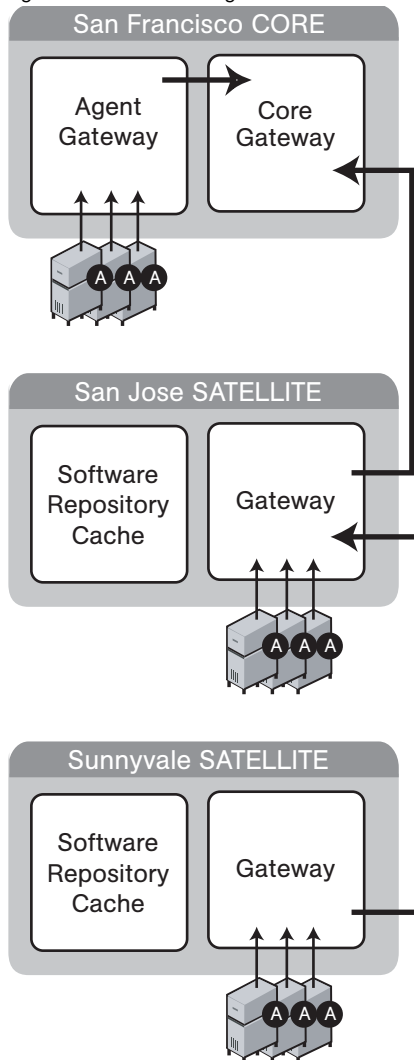 San Francisco CORE
Agent
Gateway
Core
Gateway
A A A
San Jose SATELLITE
Software
Repository
Cache
Gateway
A A A
Sunnyvale SATELLITE
Software
Repository
Cache
Gateway
A A A